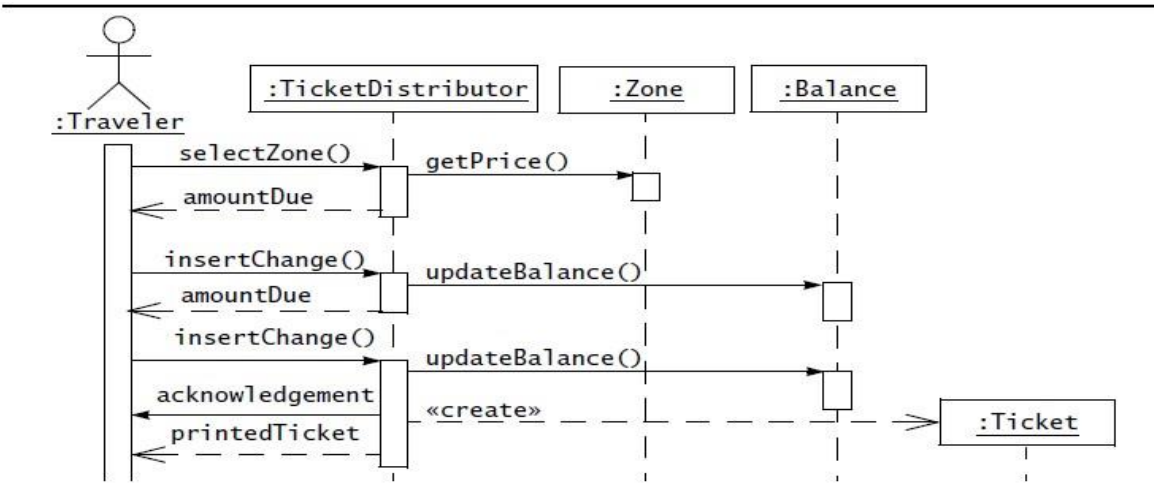 :Traveler
:TicketDistributor
:Zone
:Balance
selectZone()
getPrice()
amountDue
insertChange()
updateBalance()
amountDue
insertChange()
updateBalance()
acknowledgement
«create»
:Ticket
printedTicket